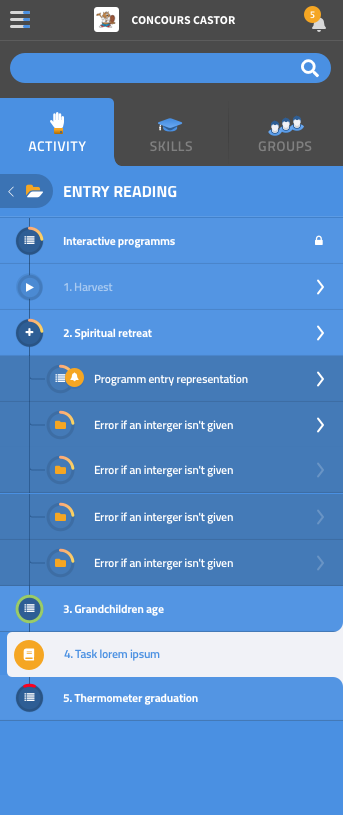 CONCOURS CASTOR
5
ACTIVITY
SKILLS
GROUPS
ENTRY READING
Interactive programms
1. Harvest
2. Spiritual retreat
Programm entry representation
Error if an interger isn't given
Error if an interger isn't given
Error if an interger isn't given
Error if an interger isn't given
3. Grandchildren age
4. Task lorem ipsum
5. Thermometer graduation